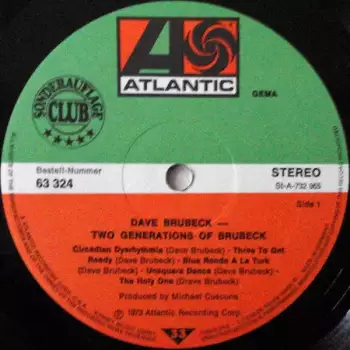 ATLANTIC
GEMA
SONDERAUFLAGE
CLUB
Bestell-Nummer
63 324
STEREO
St-A-732 965
Side 1
DAVE BRUBECK —
TWO GENERATIONS OF BRUBECK
Circadian Dysrhythmia (Dave Brubeck) - Three To Get
Ready (Dave Brubeck) - Blue Rondo A La Turk
(Dave Brubeck) - Unsquare Dance (Dave Brubeck) -
The Holy One (Dave Brubeck)
Produced by Michael Cuscuna
℗ 1973 Atlantic Recording Corp.
33